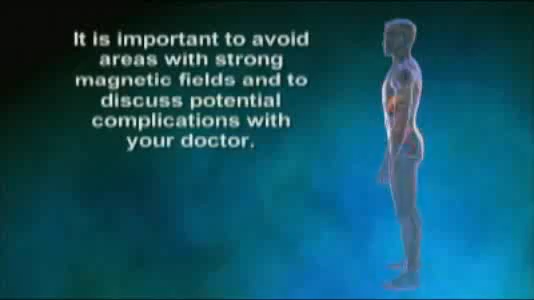 It is important to avoid
areas with strong
magnetic fields and to
discuss potential
complications with
your doctor.